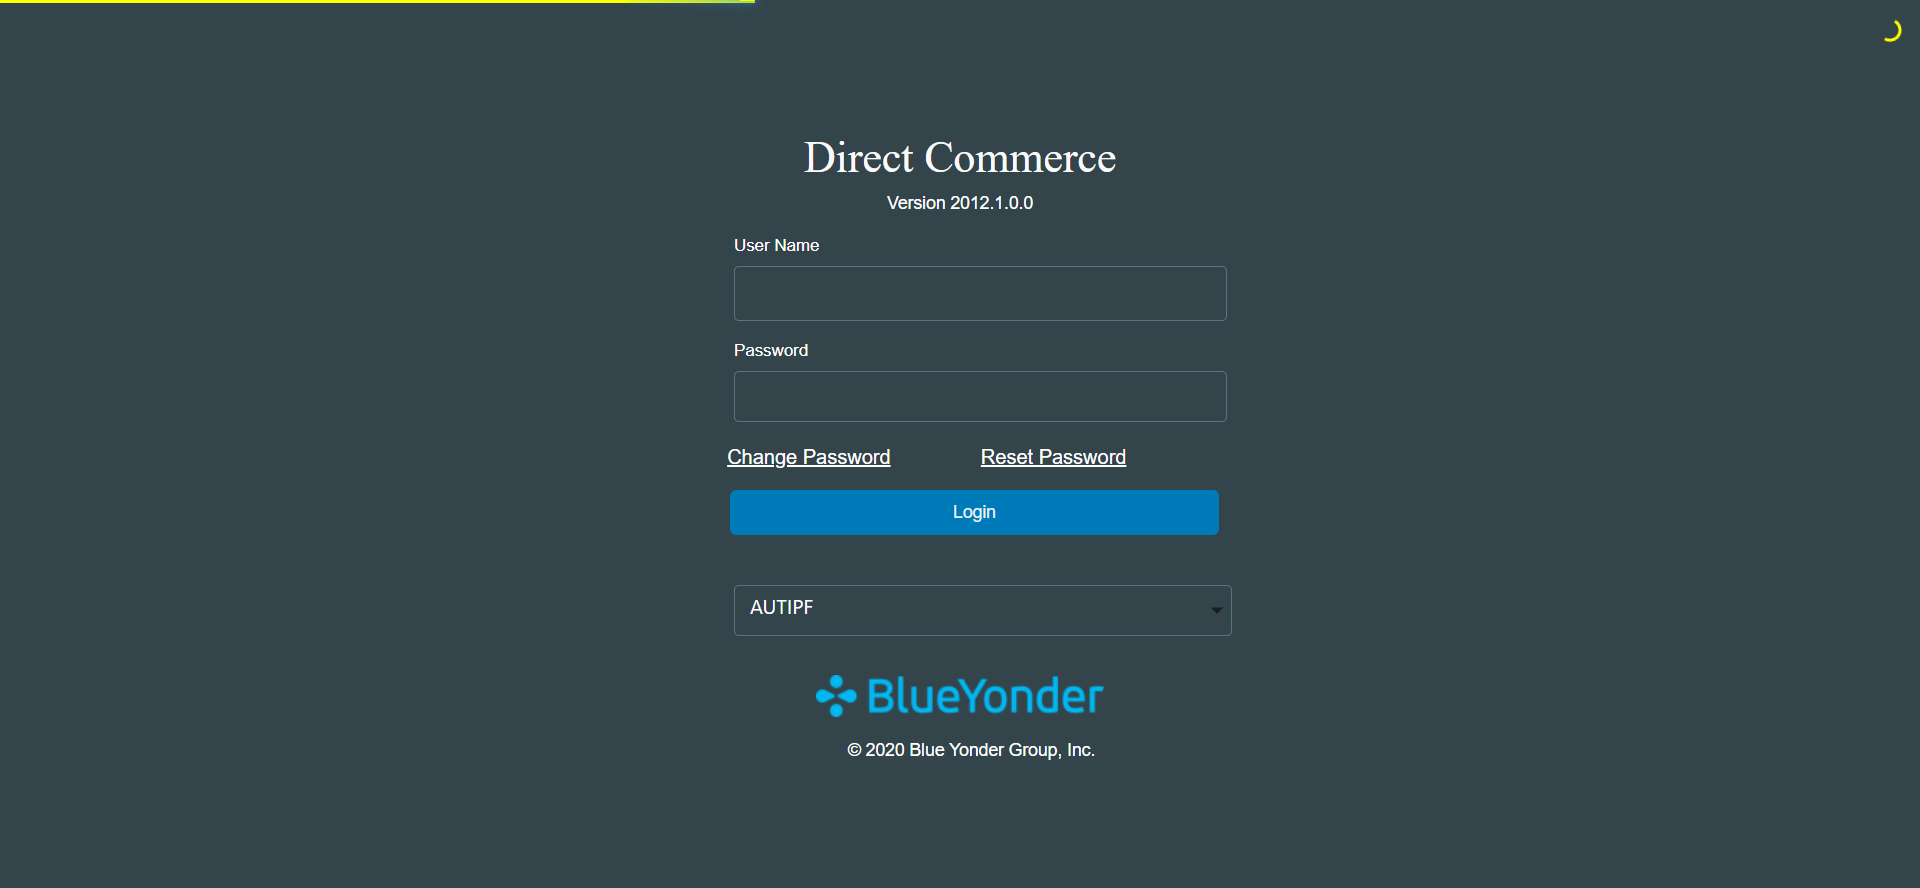 Direct Commerce
Version 2012.1.0.0
User Name
Password
Change Password Reset Password
Login
AUTIPF
BlueYonder
© 2020 Blue Yonder Group, Inc.